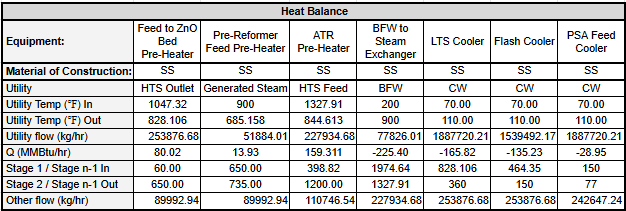 Heat Balance
Equipment: Feed to ZnO Bed Pre-Heater Pre-Reformer Feed Pre-Heater ATR Pre-Heater BFW to Steam Exchanger LTS Cooler Flash Cooler PSA Feed Cooler
Material of Construction: SS SS SS SS SS SS SS
Utility HTS Outlet Generated Steam HTS Feed BFW CW CW CW
Utility Temp (℉) In 1047.32 900 1327.91 200 70.00 70.00 70.00
Utility Temp (℉) Out 828.106 685.158 844.613 900 110.00 110.00 110.00
Utility flow (kg/hr) 253876.68 51884.01 227934.68 77826.01 1887720.21 1539492.17 1887720.21
Q (MMBtu/hr) 80.02 13.93 159.311 -225.40 -165.82 -135.23 -28.95
Stage 1 / Stage n-1 In 60.00 650.00 398.82 1974.64 828.106 464.35 150
Stage 2 / Stage n-1 Out 650.00 735.00 1200.00 1327.91 360 150 77
Other flow (kg/hr) 89992.94 89992.94 110746.54 227934.68 253876.68 253876.68 242647.24